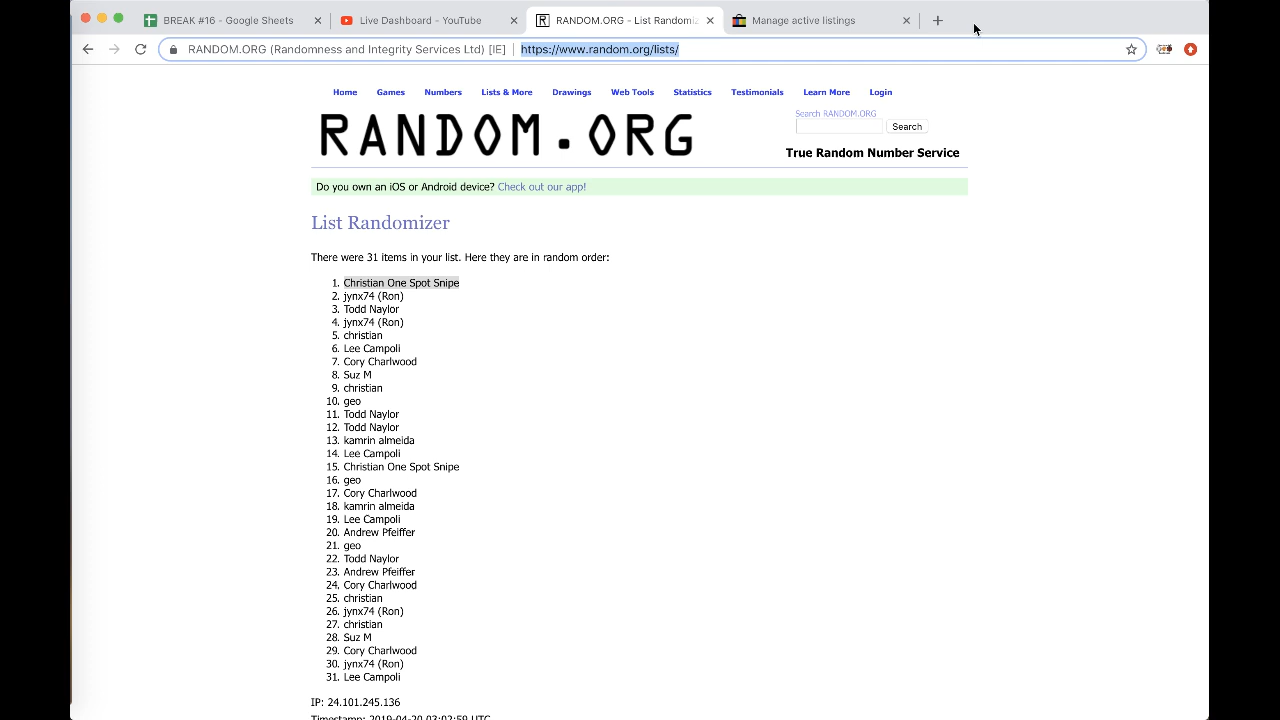 BREAK #16 - Google Sheets
Live Dashboard - YouTube
RANDOM.ORG - List Randomiz
Manage active listings
RANDOM.ORG (Randomness and Integrity Services Ltd) [IE]
https://www.random.org/lists/
Home Games Numbers Lists & More Drawings Web Tools Statistics Testimonials Learn More Login
RANDOM.ORG
Search RANDOM.ORG
Search
True Random Number Service
Do you own an iOS or Android device? Check out our app!
List Randomizer
There were 31 items in your list. Here they are in random order:
1. Christian One Spot Snipe
2. jynx74 (Ron)
3. Todd Naylor
4. jynx74 (Ron)
5. christian
6. Lee Campoli
7. Cory Charlwood
8. Suz M
9. christian
10. geo
11. Todd Naylor
12. Todd Naylor
13. kamrin almeida
14. Lee Campoli
15. Christian One Spot Snipe
16. geo
17. Cory Charlwood
18. kamrin almeida
19. Lee Campoli
20. Andrew Pfeiffer
21. geo
22. Todd Naylor
23. Andrew Pfeiffer
24. Cory Charlwood
25. christian
26. jynx74 (Ron)
27. christian
28. Suz M
29. Cory Charlwood
30. jynx74 (Ron)
31. Lee Campoli
IP: 24.101.245.136
Timestamp: 2019-04-20 03:02:59 UTC